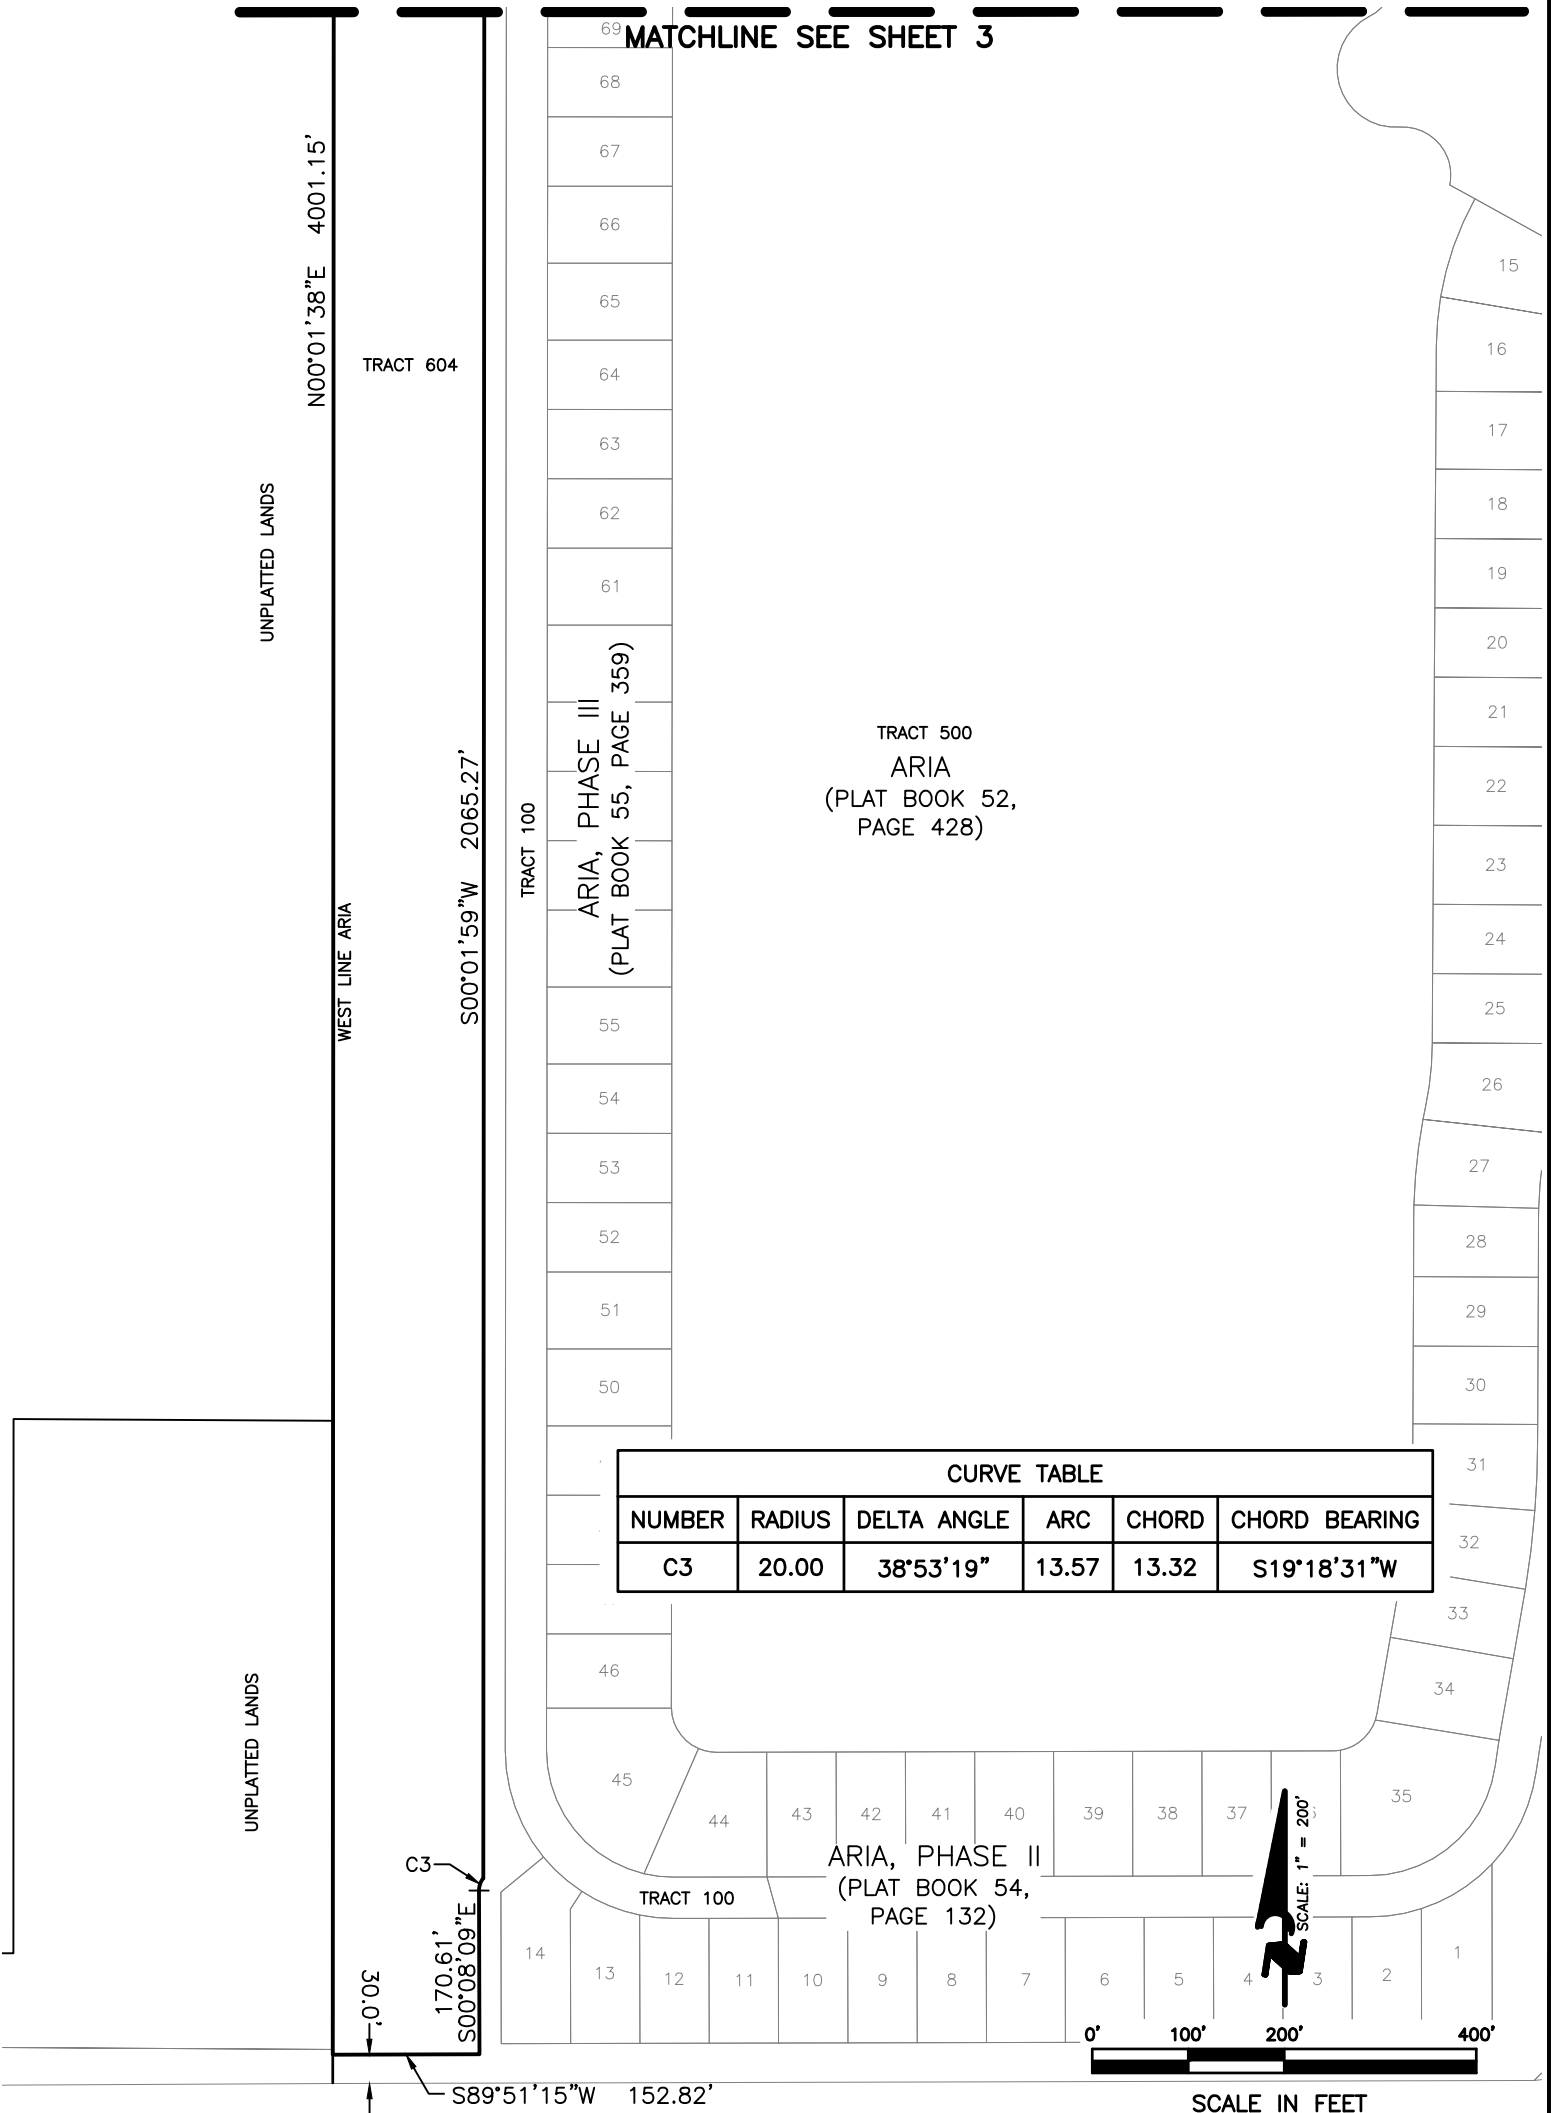 MATCHLINE SEE SHEET 3
69
68
67
66
65
64
63
62
61
55
54
53
52
51
50
46
45
N00°01'38"E 4001.15'
TRACT 604
UNPLATTED LANDS
WEST LINE ARIA
S00°01'59"W 2065.27'
TRACT 100
ARIA, PHASE III
(PLAT BOOK 55, PAGE 359)
TRACT 500
ARIA
(PLAT BOOK 52,
PAGE 428)
15
16
17
18
19
20
21
22
23
24
25
26
27
28
29
30
31
32
33
34
35
CURVE TABLE
NUMBER RADIUS DELTA ANGLE ARC CHORD CHORD BEARING
C3 20.00 38°53'19" 13.57 13.32 S19°18'31"W
UNPLATTED LANDS
44 43 42 41 40 39 38 37
ARIA, PHASE II
(PLAT BOOK 54,
PAGE 132)
TRACT 100
C3
170.61'
S00°08'09"E
30.0'
S89°51'15"W 152.82'
14 13 12 11 10 9 8 7 6 5 4 3 2 1
SCALE: 1" = 200'
N
0' 100' 200' 400'
SCALE IN FEET